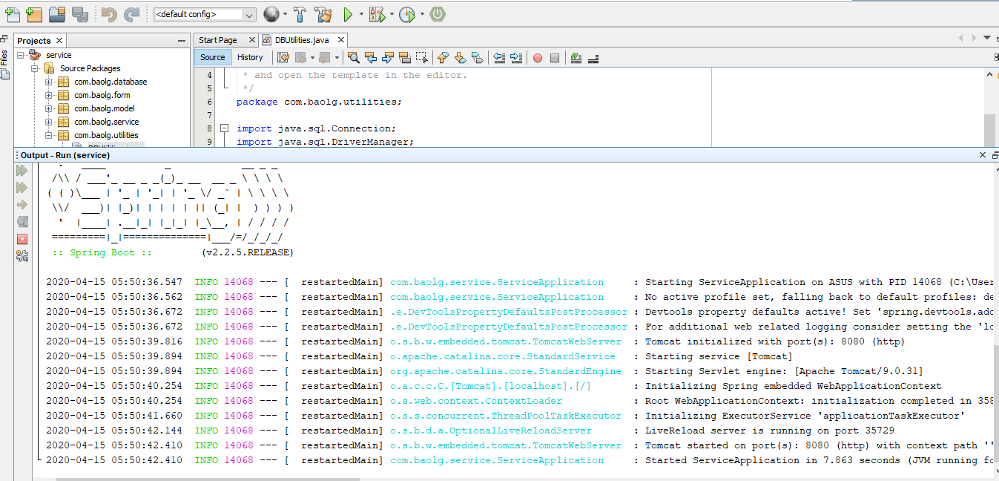 <default config>
Projects
Files
service
Source Packages
com.baolg.database
com.baolg.form
com.baolg.model
com.baolg.service
com.baolg.utilities
Start Page
DBUtilities.java
Source
History
4 * and open the template in the editor.
5 */
6 package com.baolg.utilities;
7
8 import java.sql.Connection;
9 import java.sql.DriverManager;
Output - Run (service)
:: Spring Boot :: (v2.2.5.RELEASE)
2020-04-15 05:50:36.547 INFO 14068 --- [ restartedMain] com.baolg.service.ServiceApplication : Starting ServiceApplication on ASUS with PID 14068 (C:\User
2020-04-15 05:50:36.562 INFO 14068 --- [ restartedMain] com.baolg.service.ServiceApplication : No active profile set, falling back to default profiles: de
2020-04-15 05:50:36.672 INFO 14068 --- [ restartedMain] .e.DevToolsPropertyDefaultsPostProcessor : Devtools property defaults active! Set 'spring.devtools.add
2020-04-15 05:50:36.672 INFO 14068 --- [ restartedMain] .e.DevToolsPropertyDefaultsPostProcessor : For additional web related logging consider setting the 'lo
2020-04-15 05:50:39.816 INFO 14068 --- [ restartedMain] o.s.b.w.embedded.tomcat.TomcatWebServer : Tomcat initialized with port(s): 8080 (http)
2020-04-15 05:50:39.894 INFO 14068 --- [ restartedMain] o.apache.catalina.core.StandardService : Starting service [Tomcat]
2020-04-15 05:50:39.894 INFO 14068 --- [ restartedMain] org.apache.catalina.core.StandardEngine : Starting Servlet engine: [Apache Tomcat/9.0.31]
2020-04-15 05:50:40.254 INFO 14068 --- [ restartedMain] o.a.c.c.C.[Tomcat].[localhost].[/] : Initializing Spring embedded WebApplicationContext
2020-04-15 05:50:40.254 INFO 14068 --- [ restartedMain] o.s.web.context.ContextLoader : Root WebApplicationContext: initialization completed in 358
2020-04-15 05:50:41.660 INFO 14068 --- [ restartedMain] o.s.s.concurrent.ThreadPoolTaskExecutor : Initializing ExecutorService 'applicationTaskExecutor'
2020-04-15 05:50:42.144 INFO 14068 --- [ restartedMain] o.s.b.d.a.OptionalLiveReloadServer : LiveReload server is running on port 35729
2020-04-15 05:50:42.410 INFO 14068 --- [ restartedMain] o.s.b.w.embedded.tomcat.TomcatWebServer : Tomcat started on port(s): 8080 (http) with context path ''
2020-04-15 05:50:42.410 INFO 14068 --- [ restartedMain] com.baolg.service.ServiceApplication : Started ServiceApplication in 7.863 seconds (JVM running fo